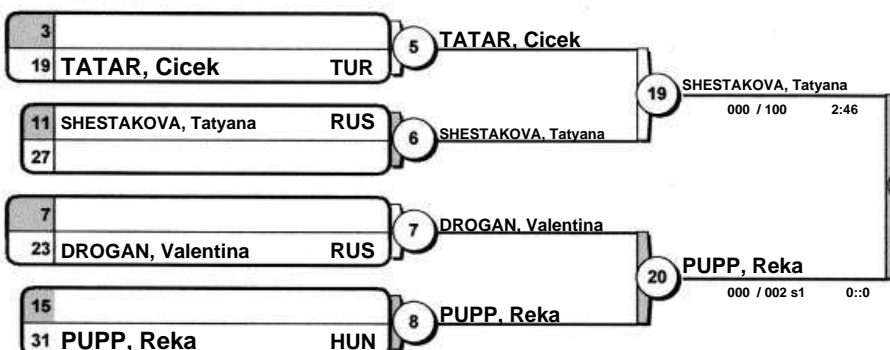 3
19 TATAR, Cicek TUR
5 TATAR, Cicek
11 SHESTAKOVA, Tatyana RUS
27
6 SHESTAKOVA, Tatyana
19 SHESTAKOVA, Tatyana
000 / 100 2:46
7
23 DROGAN, Valentina RUS
7 DROGAN, Valentina
15
31 PUPP, Reka HUN
8 PUPP, Reka
20 PUPP, Reka
000 / 002 s1 0::0